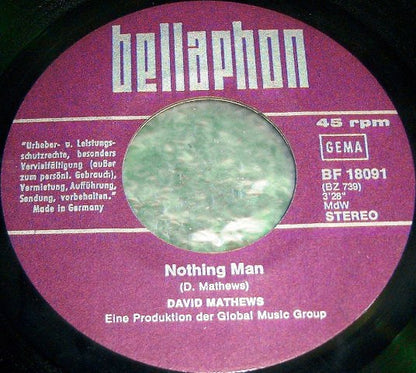 bellaphon
45 rpm
GEMA
BF 18091
(BZ 739)
3'28"
MdW
STEREO
"Urheber- u. Leistungs-
schutzrechte, besonders
Vervielfältigung (außer
zum persönl. Gebrauch),
Vermietung, Aufführung,
Sendung, vorbehalten."
Made in Germany
Nothing Man
(D. Mathews)
DAVID MATHEWS
Eine Produktion der Global Music Group